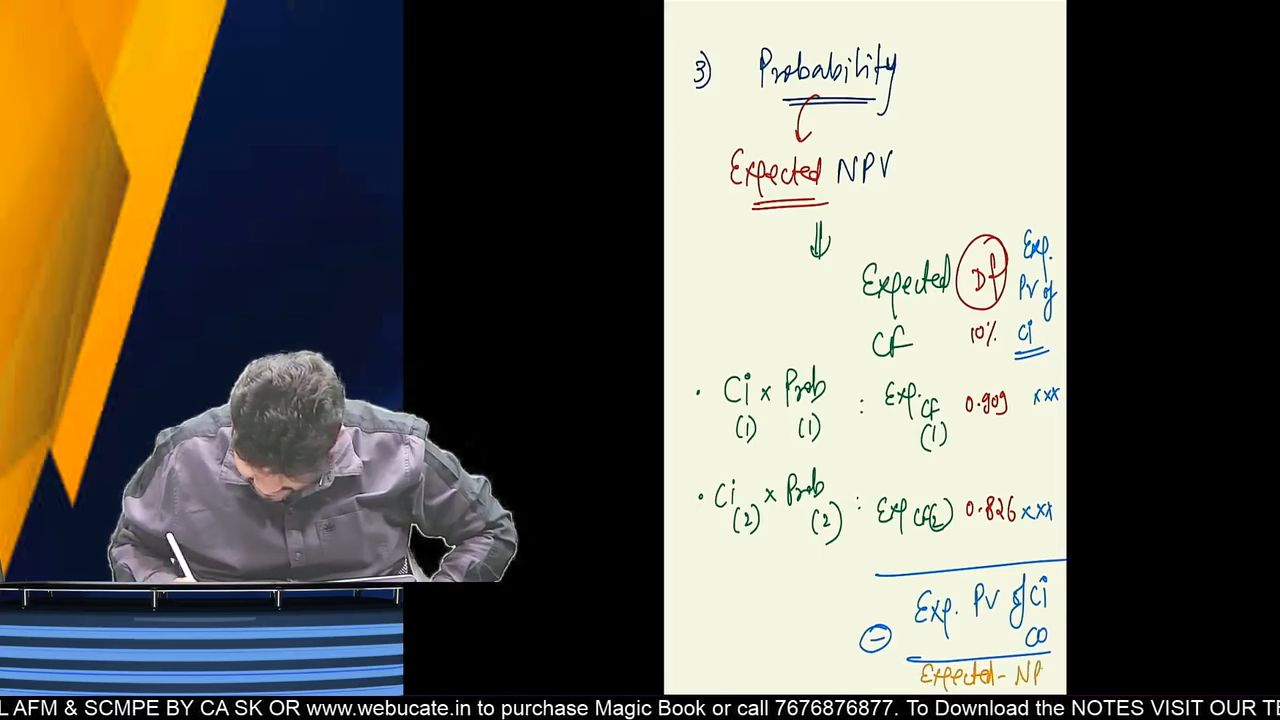 3) Probability
Expected NPV
Expected Df Exp.
CF 10% PV of
Ci
• Ci x Prob : Exp. CF 0.909 xxx
(1) (1) (1)
• Ci x Prob : Exp CF(2) 0.826 xxx
(2) (2)
Exp. PV of Ci
(-) CO
Expected- NP
L AFM & SCMPE BY CA SK OR www.webucate.in to purchase Magic Book or call 7676876877. To Download the NOTES VISIT OUR TE